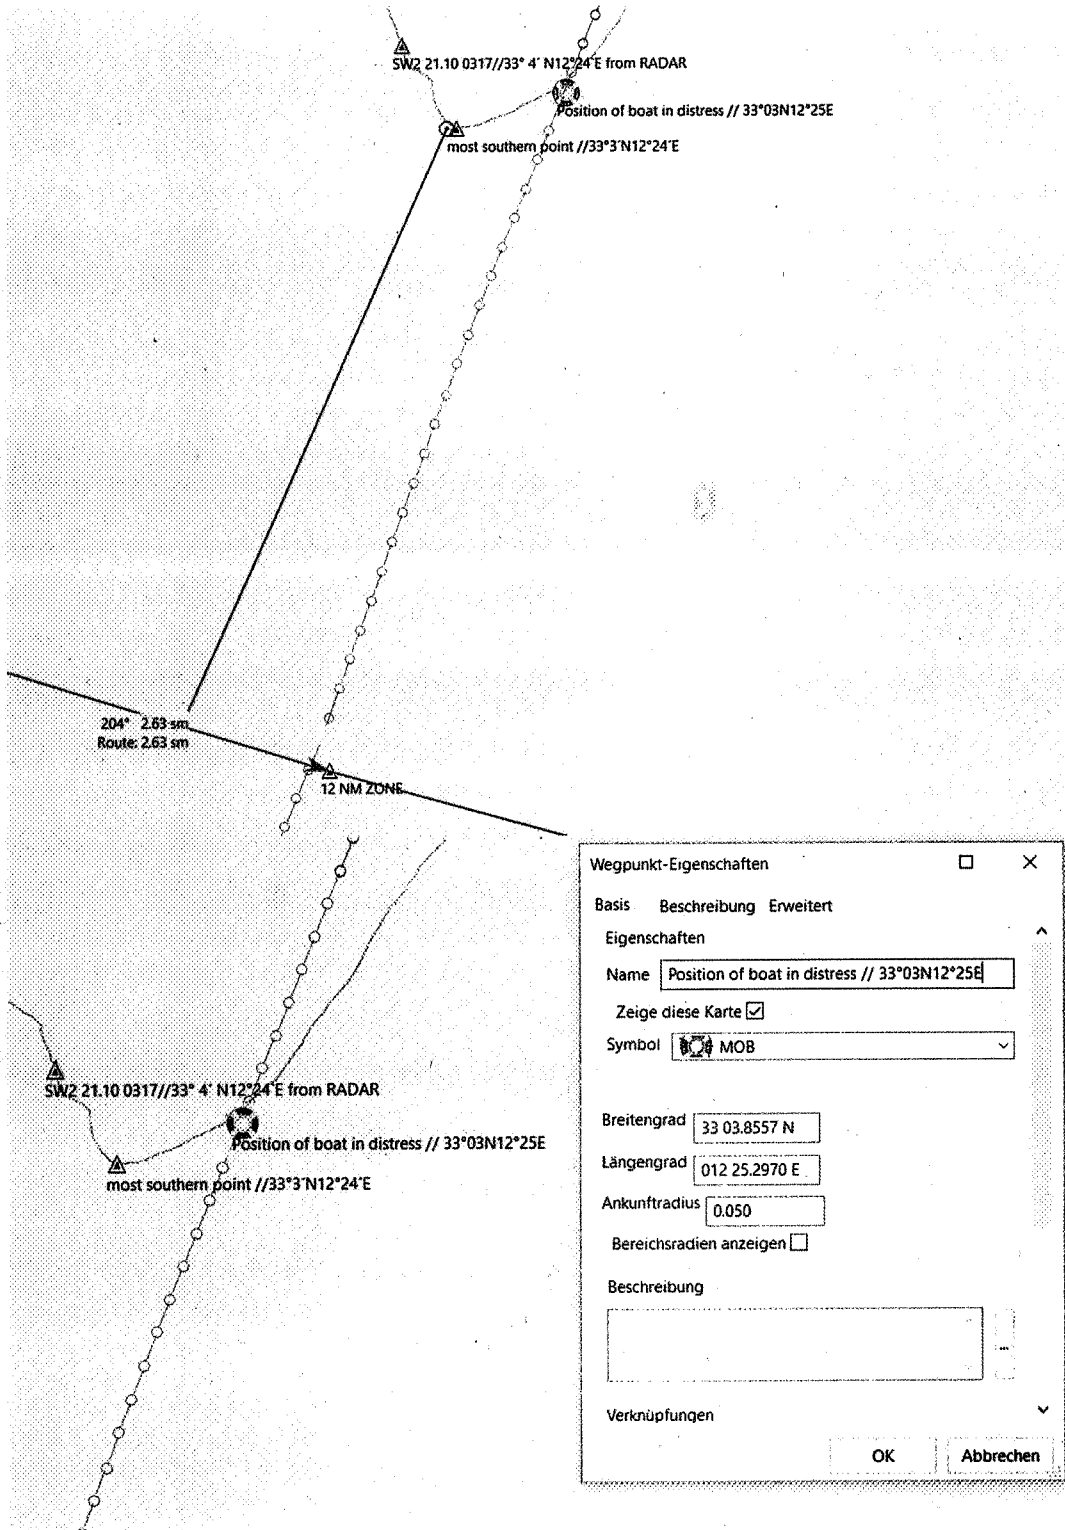 SW2 21.10 0317//33° 4' N12°24'E from RADAR
Position of boat in distress // 33°03N12°25E
most southern point //33°3'N12°24'E
204° 2.63 sm
Route: 2.63 sm
12 NM ZONE
Wegpunkt-Eigenschaften
Basis Beschreibung Erweitert
Eigenschaften
Name Position of boat in distress // 33°03N12°25E
Zeige diese Karte
Symbol MOB
SW2 21.10 0317//33° 4' N12°24'E from RADAR
Position of boat in distress // 33°03N12°25E
most southern point //33°3'N12°24'E
Breitengrad 33 03.8557 N
Längengrad 012 25.2970 E
Ankunftradius 0.050
Bereichsradien anzeigen
Beschreibung
...
Verknüpfungen
OK Abbrechen